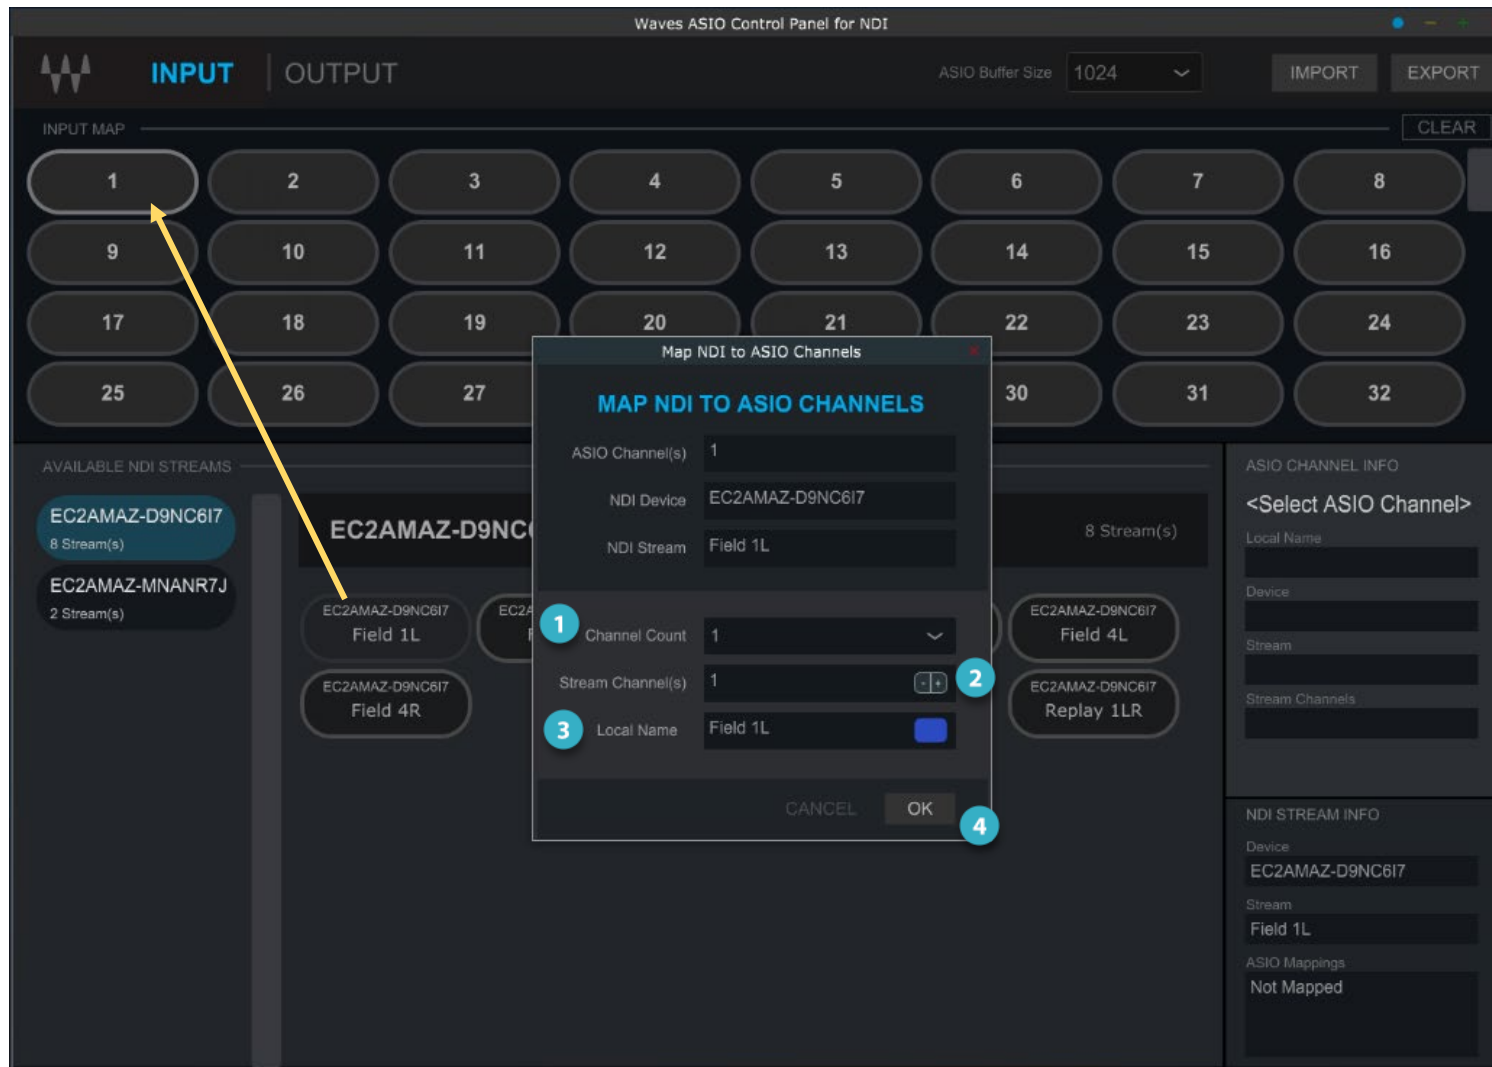 Waves ASIO Control Panel for NDI
INPUT OUTPUT ASIO Buffer Size 1024 IMPORT EXPORT
INPUT MAP CLEAR
1 2 3 4 5 6 7 8
9 10 11 12 13 14 15 16
17 18 19 20 21 22 23 24
25 26 27 30 31 32
Map NDI to ASIO Channels
MAP NDI TO ASIO CHANNELS
ASIO Channel(s) 1
NDI Device EC2AMAZ-D9NC6I7
NDI Stream Field 1L
1 Channel Count 1
Stream Channel(s) 1 - + 2
3 Local Name Field 1L
CANCEL OK 4
AVAILABLE NDI STREAMS
EC2AMAZ-D9NC6I7
8 Stream(s)
EC2AMAZ-MNANR7J
2 Stream(s)
EC2AMAZ-D9NC 8 Stream(s)
EC2AMAZ-D9NC6I7
Field 1L
EC2A
F
EC2AMAZ-D9NC6I7
Field 4L
EC2AMAZ-D9NC6I7
Field 4R
EC2AMAZ-D9NC6I7
Replay 1LR
ASIO CHANNEL INFO
<Select ASIO Channel>
Local Name
Device
Stream
Stream Channels
NDI STREAM INFO
Device
EC2AMAZ-D9NC6I7
Stream
Field 1L
ASIO Mappings
Not Mapped